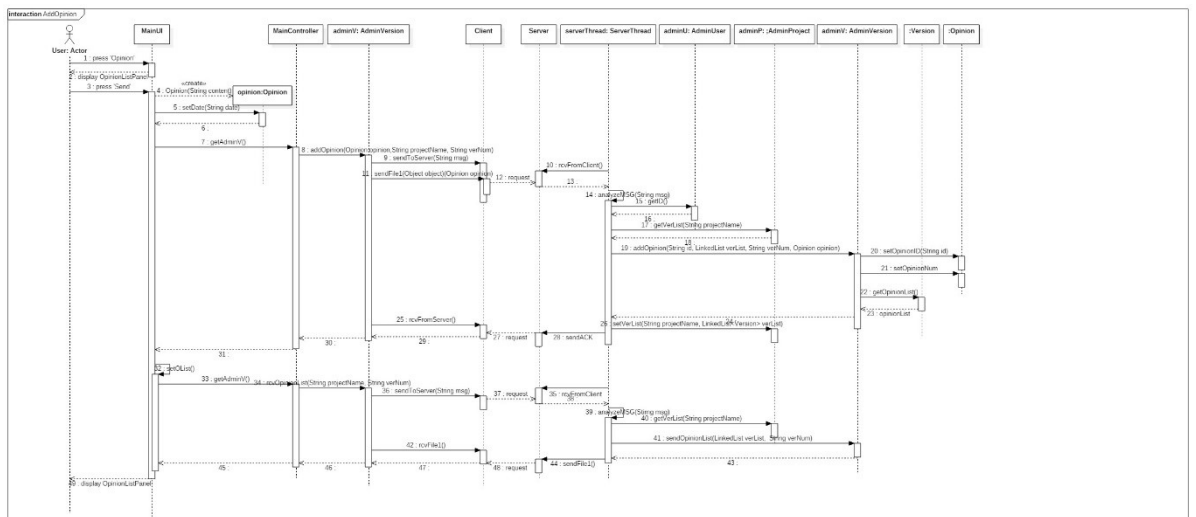 interaction AddOpinion
User: Actor
MainUI
MainController
adminV: AdminVersion
Client
Server
serverThread: ServerThread
adminU: AdminUser
adminP: ;AdminProject
adminV: AdminVersion
:Version
:Opinion
1 : press 'Opinion'
2 : display OpinionListPanel
3 : press 'Send'
«create»
4 : Opinion(String content)
opinion:Opinion
5 : setDate(String date)
6 :
7 : getAdminV()
8 : addOpinion(Opinion opinion,String projectName, String verNum)
9 : sendToServer(String msg)
10 : rcvFromClient()
11 : sendFile1(Object object)(Opinion opinion)
12 : request
13 :
14 : analyzeMSG(String msg)
15 : getID()
16 :
17 : getVerList(String projectName)
18 :
19 : addOpinion(String id, LinkedList verList, String verNum, Opinion opinion)
20 : setOpinionID(String id)
21 : setOpinionNum
22 : getOpinionList()
23 : opinionList
24 :
25 : rcvFromServer()
26 : setVerList(String projectName, LinkedList<Version> verList)
27 : request
28 : sendACK
29 :
30 :
31 :
32 : setOList()
33 : getAdminV()
34 : rcvOpinionList(String projectName, String verNum)
35 : rcvFromClient
36 : sendToServer(String msg)
37 : request
38 :
39 : analyzeMSG(String msg)
40 : getVerList(String projectName)
41 : sendOpinionList(LinkedList verList, String verNum)
42 : rcvFile1()
43 :
44 : sendFile1()
45 :
46 :
47 :
48 : request
49 : display OpinionListPanel